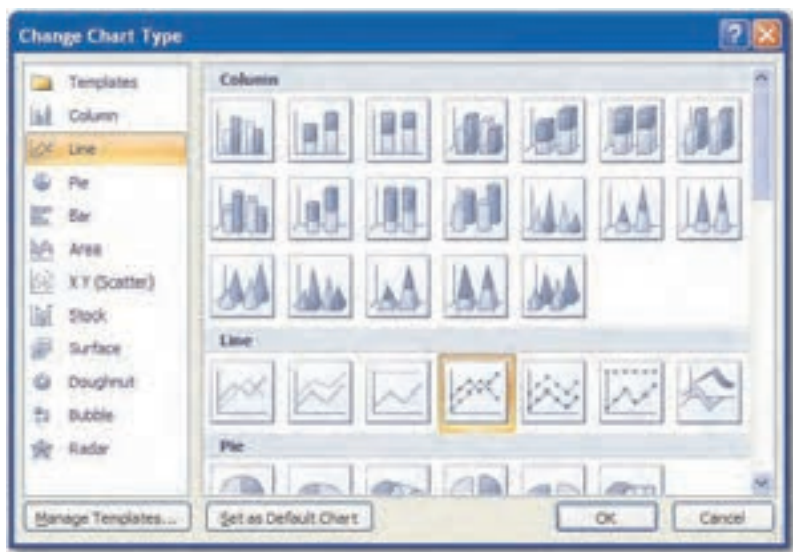 Change Chart Type
Templates
Column
Line
Pie
Bar
Area
X Y (Scatter)
Stock
Surface
Doughnut
Bubble
Radar
Column
Line
Pie
Manage Templates...
Set as Default Chart
OK
Cancel